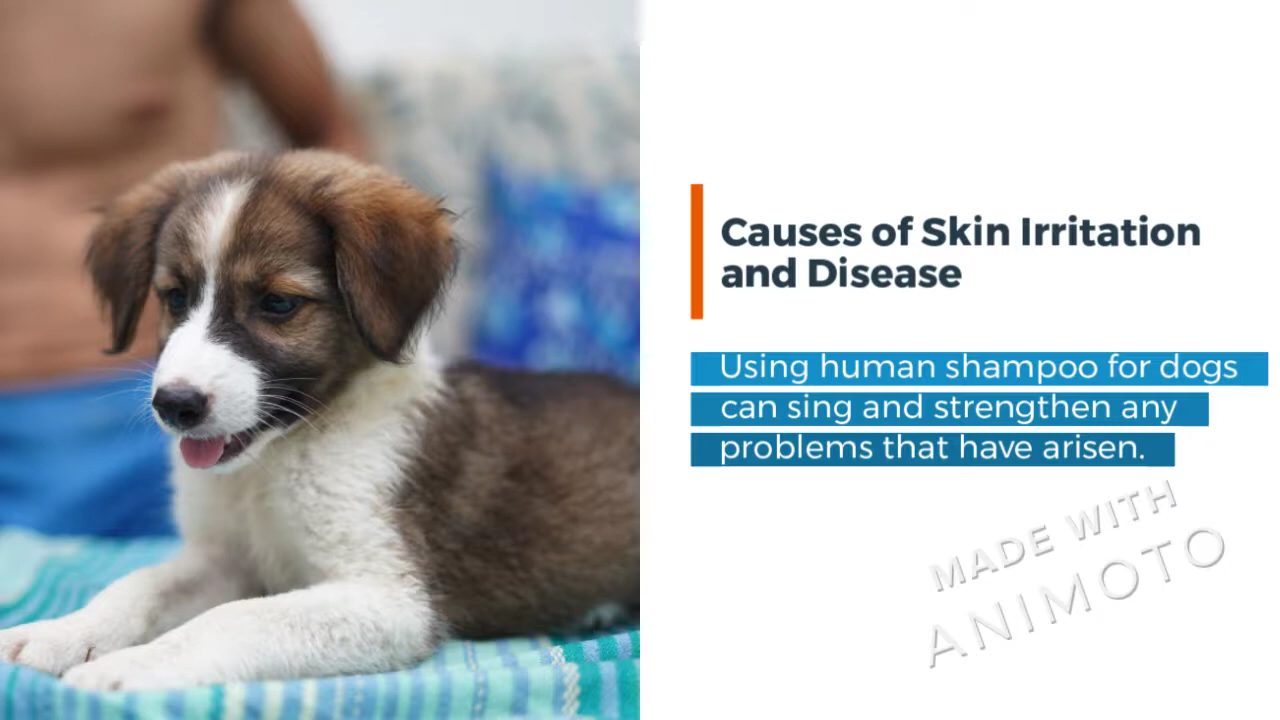 Causes of Skin Irritation
and Disease
Using human shampoo for dogs
can sing and strengthen any
problems that have arisen.
MADE WITH
ANIMOTO